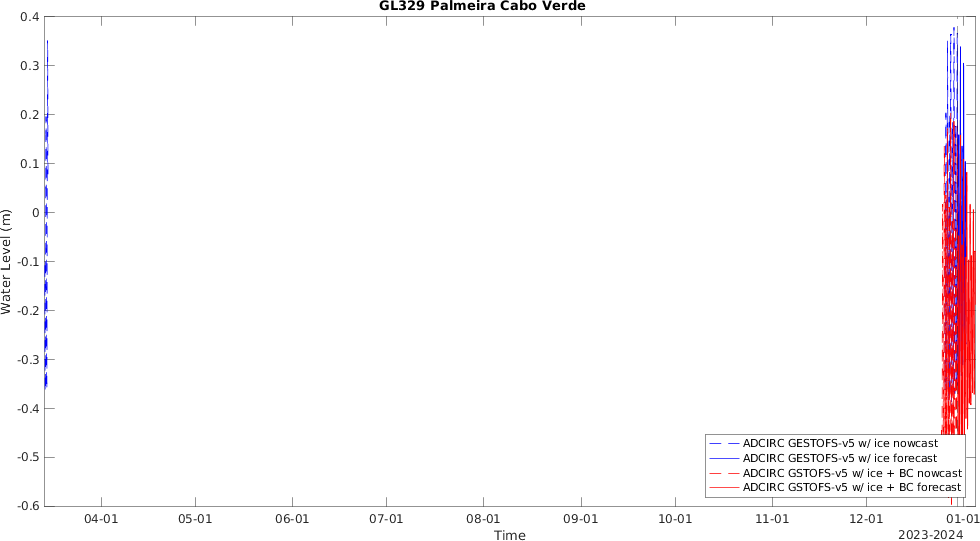 GL329 Palmeira Cabo Verde
0.4
0.3
0.2
0.1
0
-0.1
-0.2
-0.3
-0.4
-0.5
-0.6
Water Level (m)
ADCIRC GESTOFS-v5 w/ ice nowcast
ADCIRC GESTOFS-v5 w/ ice forecast
ADCIRC GSTOFS-v5 w/ ice + BC nowcast
ADCIRC GSTOFS-v5 w/ ice + BC forecast
04-01 05-01 06-01 07-01 08-01 09-01 10-01 11-01 12-01 01-01
Time
2023-2024